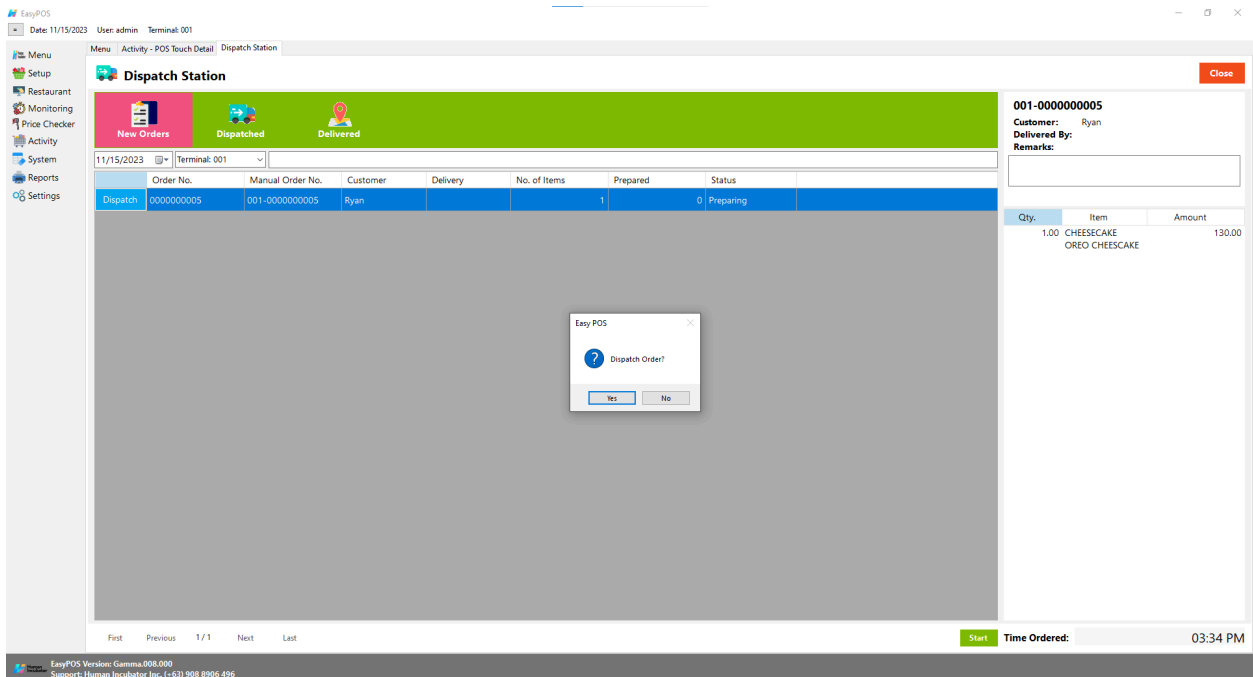 EasyPOS
Date: 11/15/2023 User: admin Terminal: 001
Menu
Setup
Restaurant
Monitoring
Price Checker
Activity
System
Reports
Settings
Menu Activity - POS Touch Detail Dispatch Station
Dispatch Station
Close
New Orders Dispatched Delivered
11/15/2023 Terminal: 001
Order No. Manual Order No. Customer Delivery No. of Items Prepared Status
Dispatch 0000000005 001-0000000005 Ryan 1 0 Preparing
Easy POS
? Dispatch Order?
Yes No
First Previous 1 / 1 Next Last
Start
001-0000000005
Customer: Ryan
Delivered By:
Remarks:
Qty. Item Amount
1.00 CHEESECAKE 130.00
OREO CHEESCAKE
Time Ordered: 03:34 PM
Human Incubator
EasyPOS Version: Gamma.008.000
Support: Human Incubator Inc. (+63) 908 8906 496